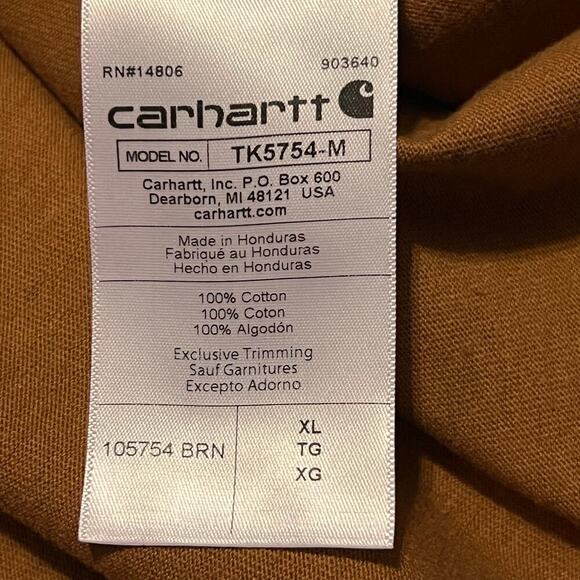 RN#14806 903640
carhartt
MODEL NO. TK5754-M
Carhartt, Inc. P.O. Box 600
Dearborn, MI 48121 USA
carhartt.com
Made in Honduras
Fabriqué au Honduras
Hecho en Honduras
100% Cotton
100% Coton
100% Algodón
Exclusive Trimming
Sauf Garnitures
Excepto Adorno
105754 BRN
XL
TG
XG